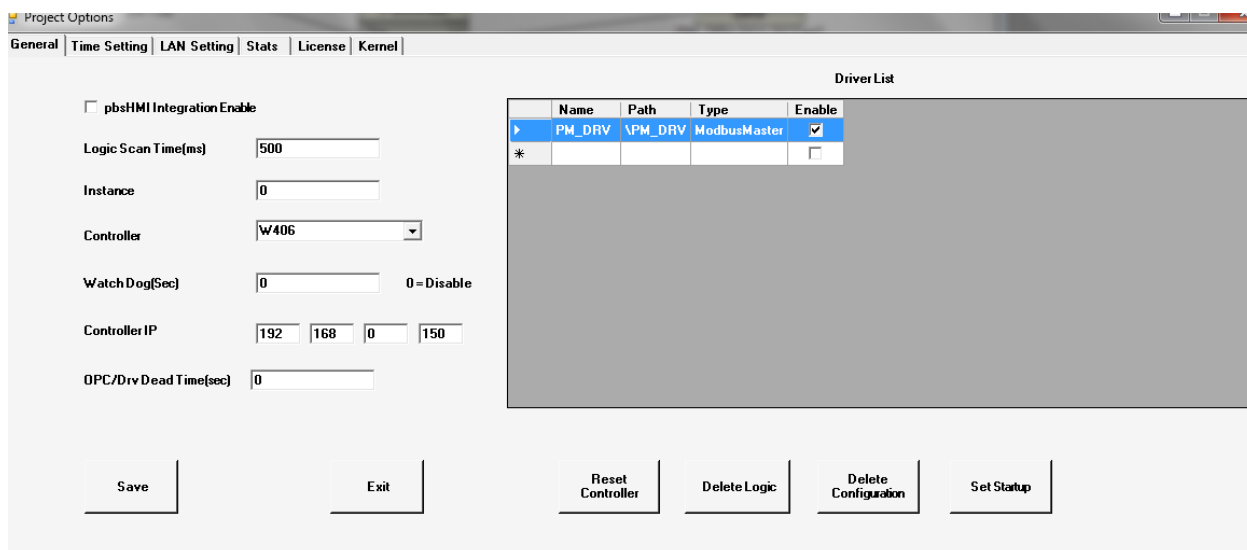 Project Options
General Time Setting LAN Setting Stats License Kernel
Driver List
pbsHMI Integration Enable
Logic Scan Time(ms) 500
Instance 0
Controller W406
Watch Dog(Sec) 0 0 = Disable
Controller IP 192 168 0 150
OPC/Drv Dead Time(sec) 0
Name Path Type Enable
PM_DRV \PM_DRV ModbusMaster
Save
Exit
Reset
Controller
Delete Logic
Delete
Configuration
Set Startup